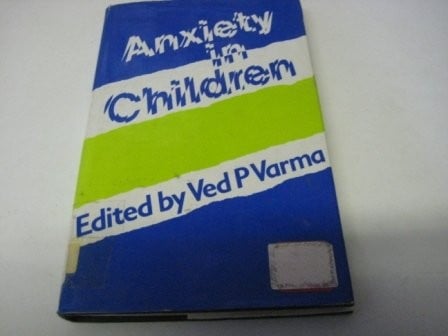 Anxiety
in
Children
Edited by Ved P Varma